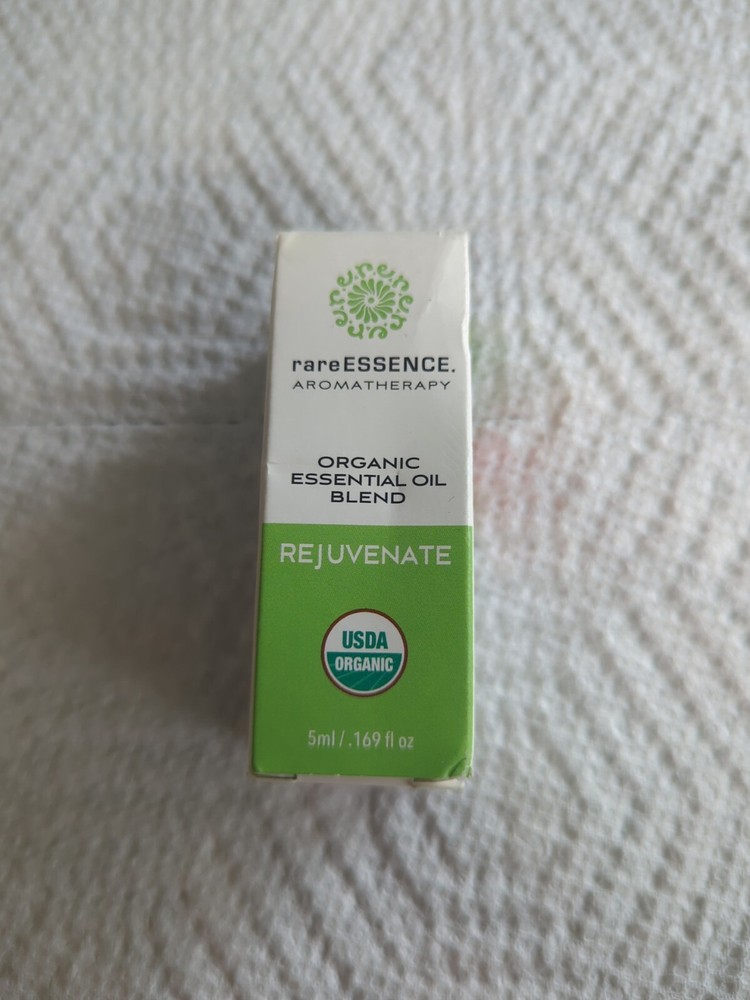 rareESSENCE.
AROMATHERAPY
ORGANIC
ESSENTIAL OIL
BLEND
REJUVENATE
USDA
ORGANIC
5ml / .169 fl oz